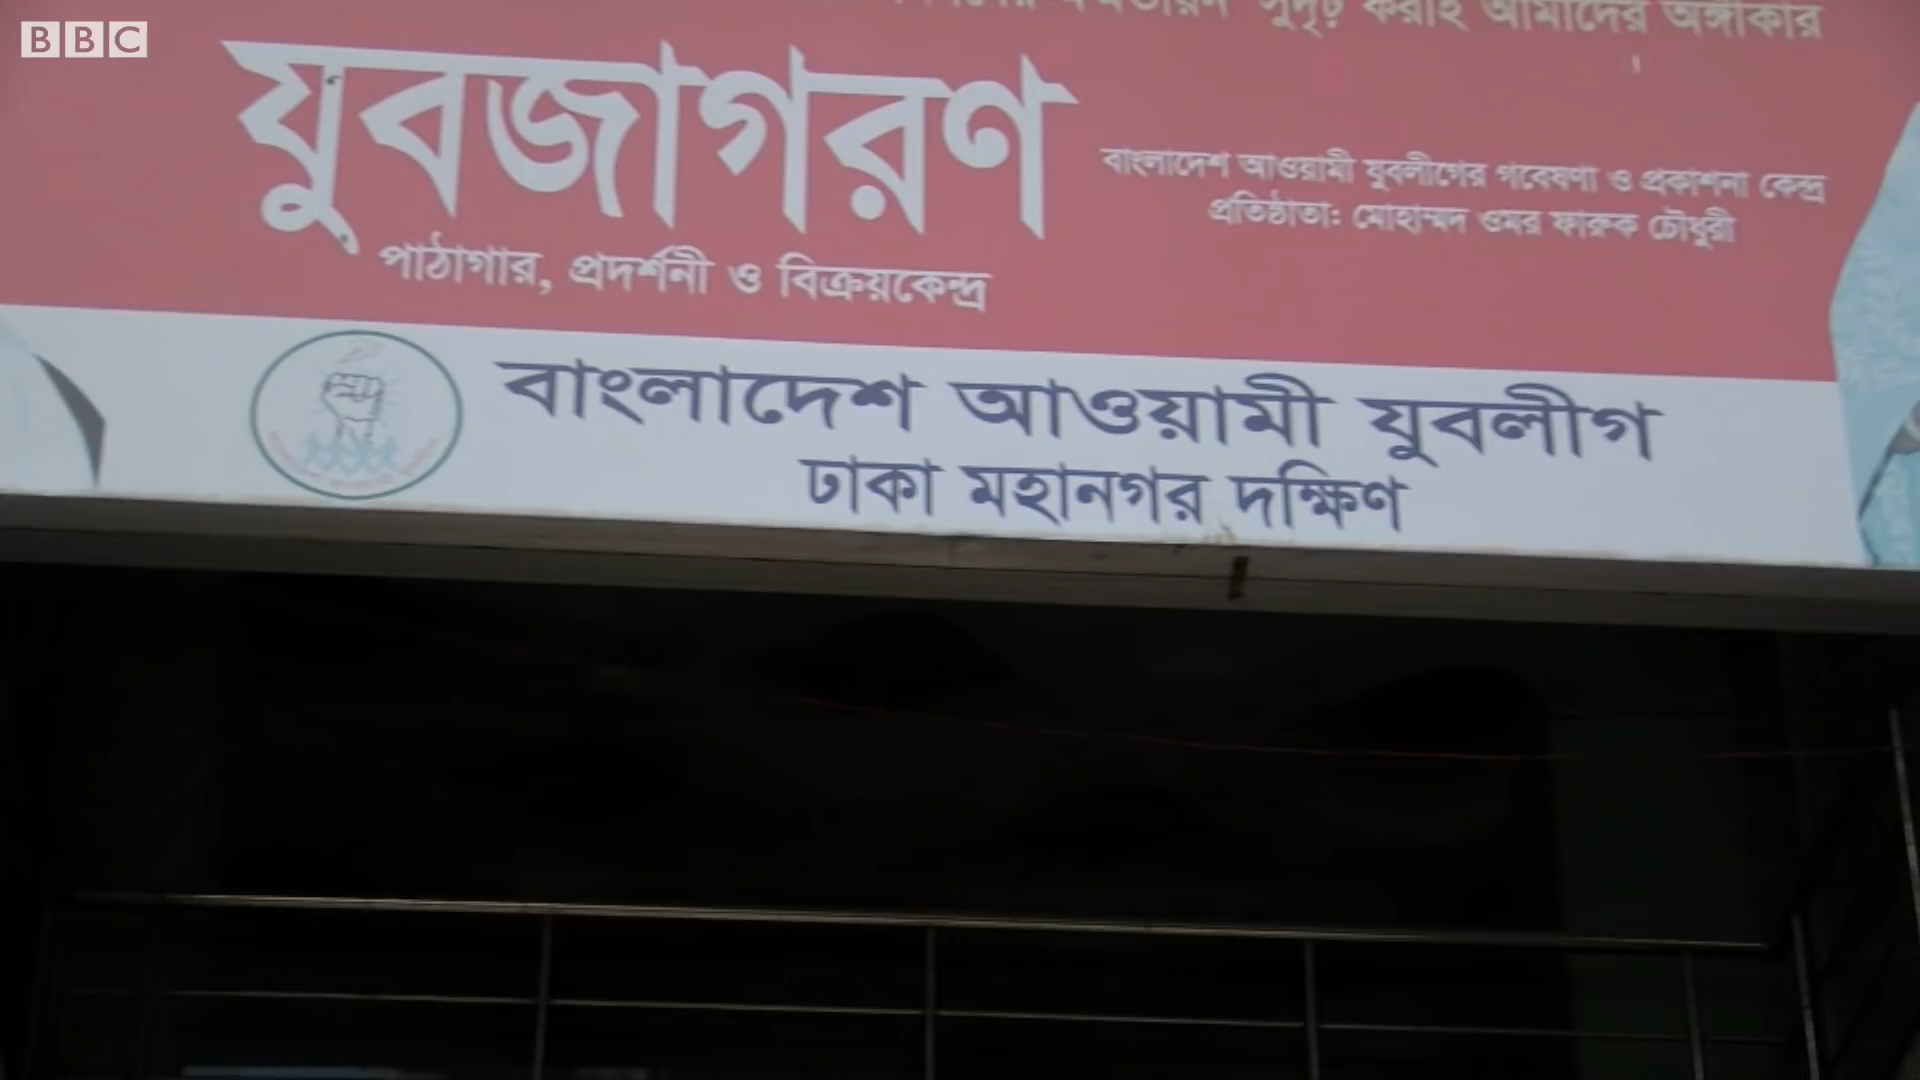 BBC
সুদৃঢ় করাই আমাদের অঙ্গীকার
যুবজাগরণ
বাংলাদেশ আওয়ামী যুবলীগের গবেষণা ও প্রকাশনা কেন্দ্র
প্রতিষ্ঠাতা: মোহাম্মদ ওমর ফারুক চৌধুরী
পাঠাগার, প্রদর্শনী ও বিক্রয়কেন্দ্র
বাংলাদেশ আওয়ামী যুবলীগ
ঢাকা মহানগর দক্ষিণ